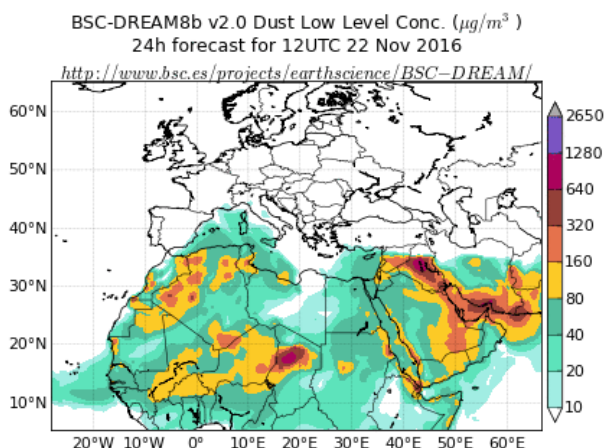 BSC-DREAM8b v2.0 Dust Low Level Conc. (μg/m³ )
24h forecast for 12UTC 22 Nov 2016
http://www.bsc.es/projects/earthscience/BSC−DREAM/
60°N
50°N
40°N
30°N
20°N
10°N
20°W 10°W 0° 10°E 20°E 30°E 40°E 50°E 60°E
2650
1280
640
320
160
80
40
20
10